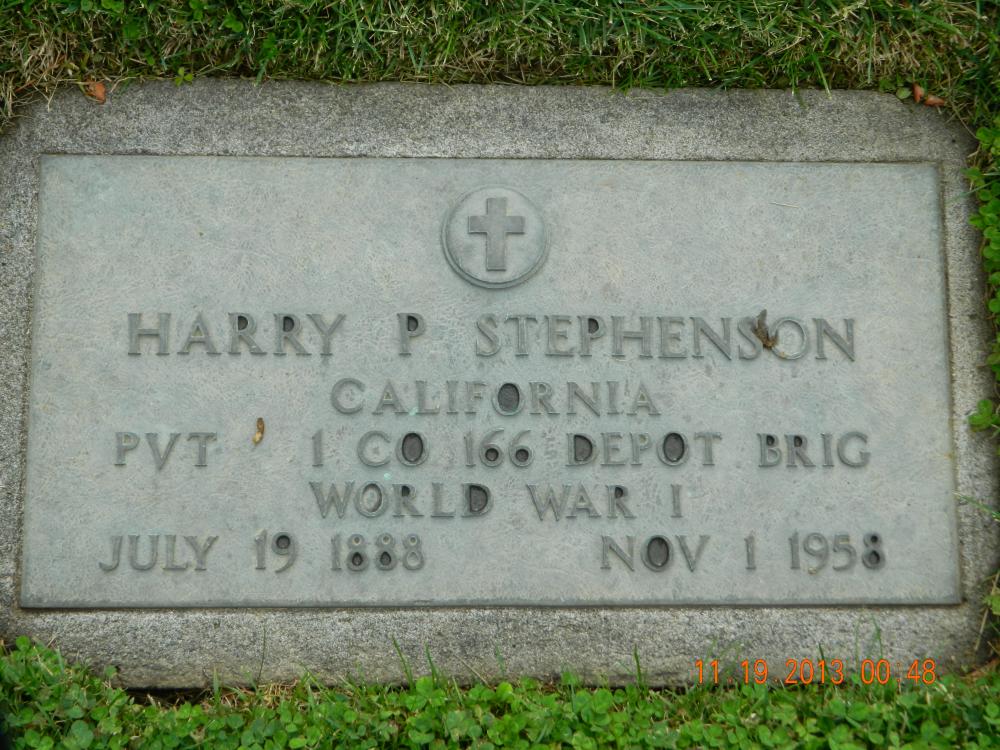 HARRY P STEPHENSON
CALIFORNIA
PVT 1 CO 166 DEPOT BRIG
WORLD WAR I
JULY 19 1888 NOV 1 1958
11 19 2013 00:48